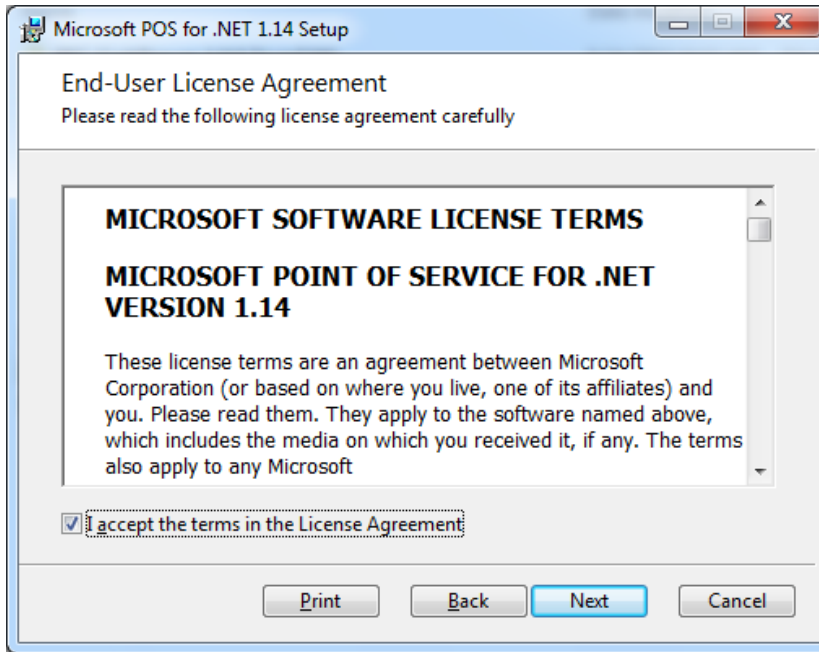 Microsoft POS for .NET 1.14 Setup
End-User License Agreement
Please read the following license agreement carefully
MICROSOFT SOFTWARE LICENSE TERMS
MICROSOFT POINT OF SERVICE FOR .NET
VERSION 1.14
These license terms are an agreement between Microsoft
Corporation (or based on where you live, one of its affiliates) and
you. Please read them. They apply to the software named above,
which includes the media on which you received it, if any. The terms
also apply to any Microsoft
I accept the terms in the License Agreement
Print Back Next Cancel